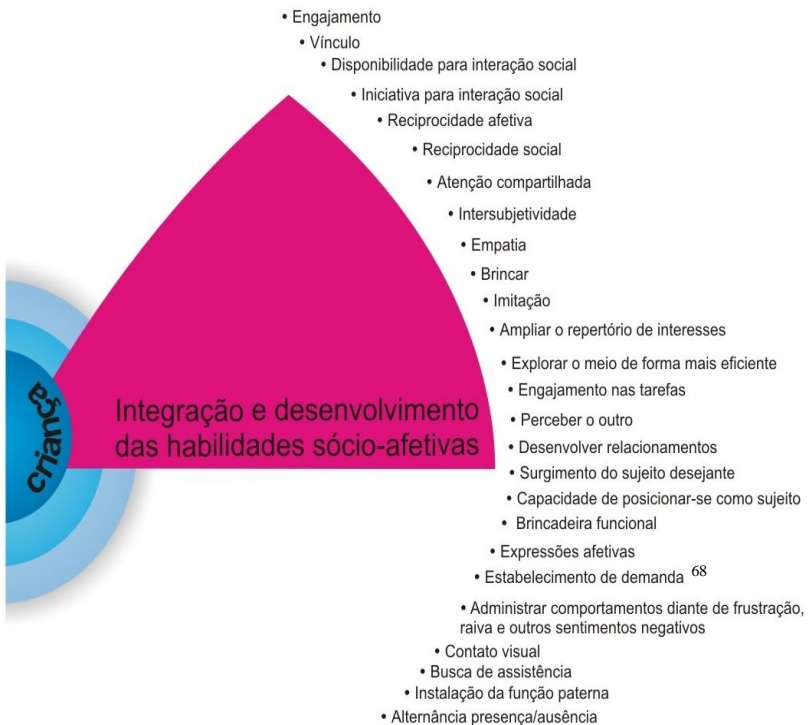 • Engajamento
• Vínculo
• Disponibilidade para interação social
• Iniciativa para interação social
• Reciprocidade afetiva
• Reciprocidade social
• Atenção compartilhada
• Intersubjetividade
• Empatia
• Brincar
• Imitação
• Ampliar o repertório de interesses
• Explorar o meio de forma mais eficiente
• Engajamento nas tarefas
• Perceber o outro
• Desenvolver relacionamentos
• Surgimento do sujeito desejante
• Capacidade de posicionar-se como sujeito
• Brincadeira funcional
• Expressões afetivas
• Estabelecimento de demanda 68
• Administrar comportamentos diante de frustração,
raiva e outros sentimentos negativos
• Contato visual
• Busca de assistência
• Instalação da função paterna
• Alternância presença/ausência
criança
Integração e desenvolvimento
das habilidades sócio-afetivas